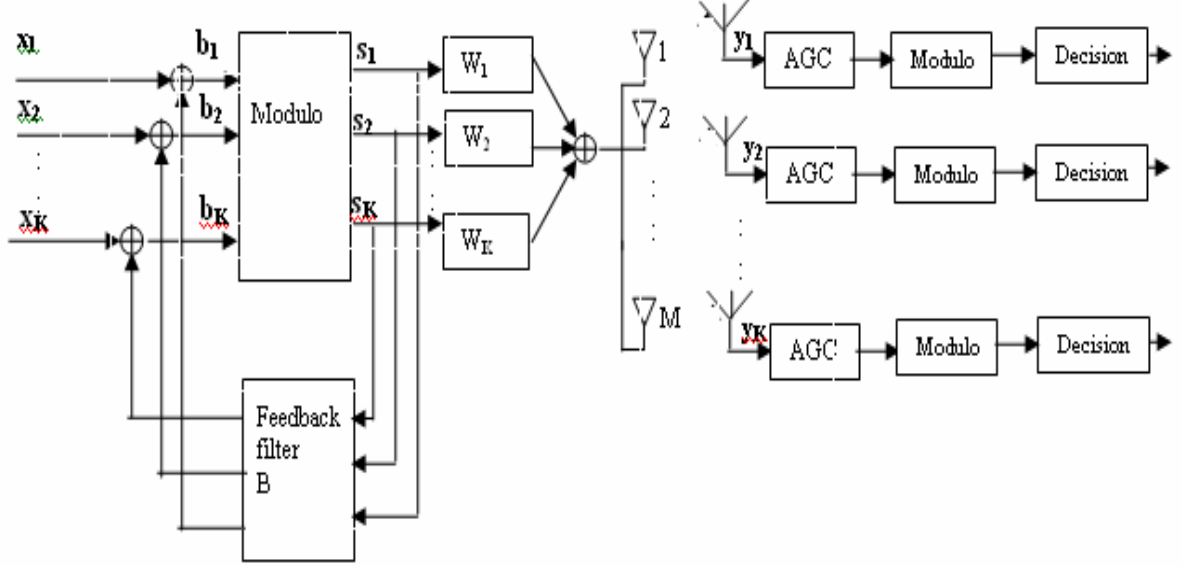 x1
b1
x2
b2
xK
bK
Modulo
s1
s2
sK
W1
W2
WK
1
2
M
Feedback
filter
B
y1
AGC
Modulo
Decision
y2
AGC
Modulo
Decision
yK
AGC
Modulo
Decision